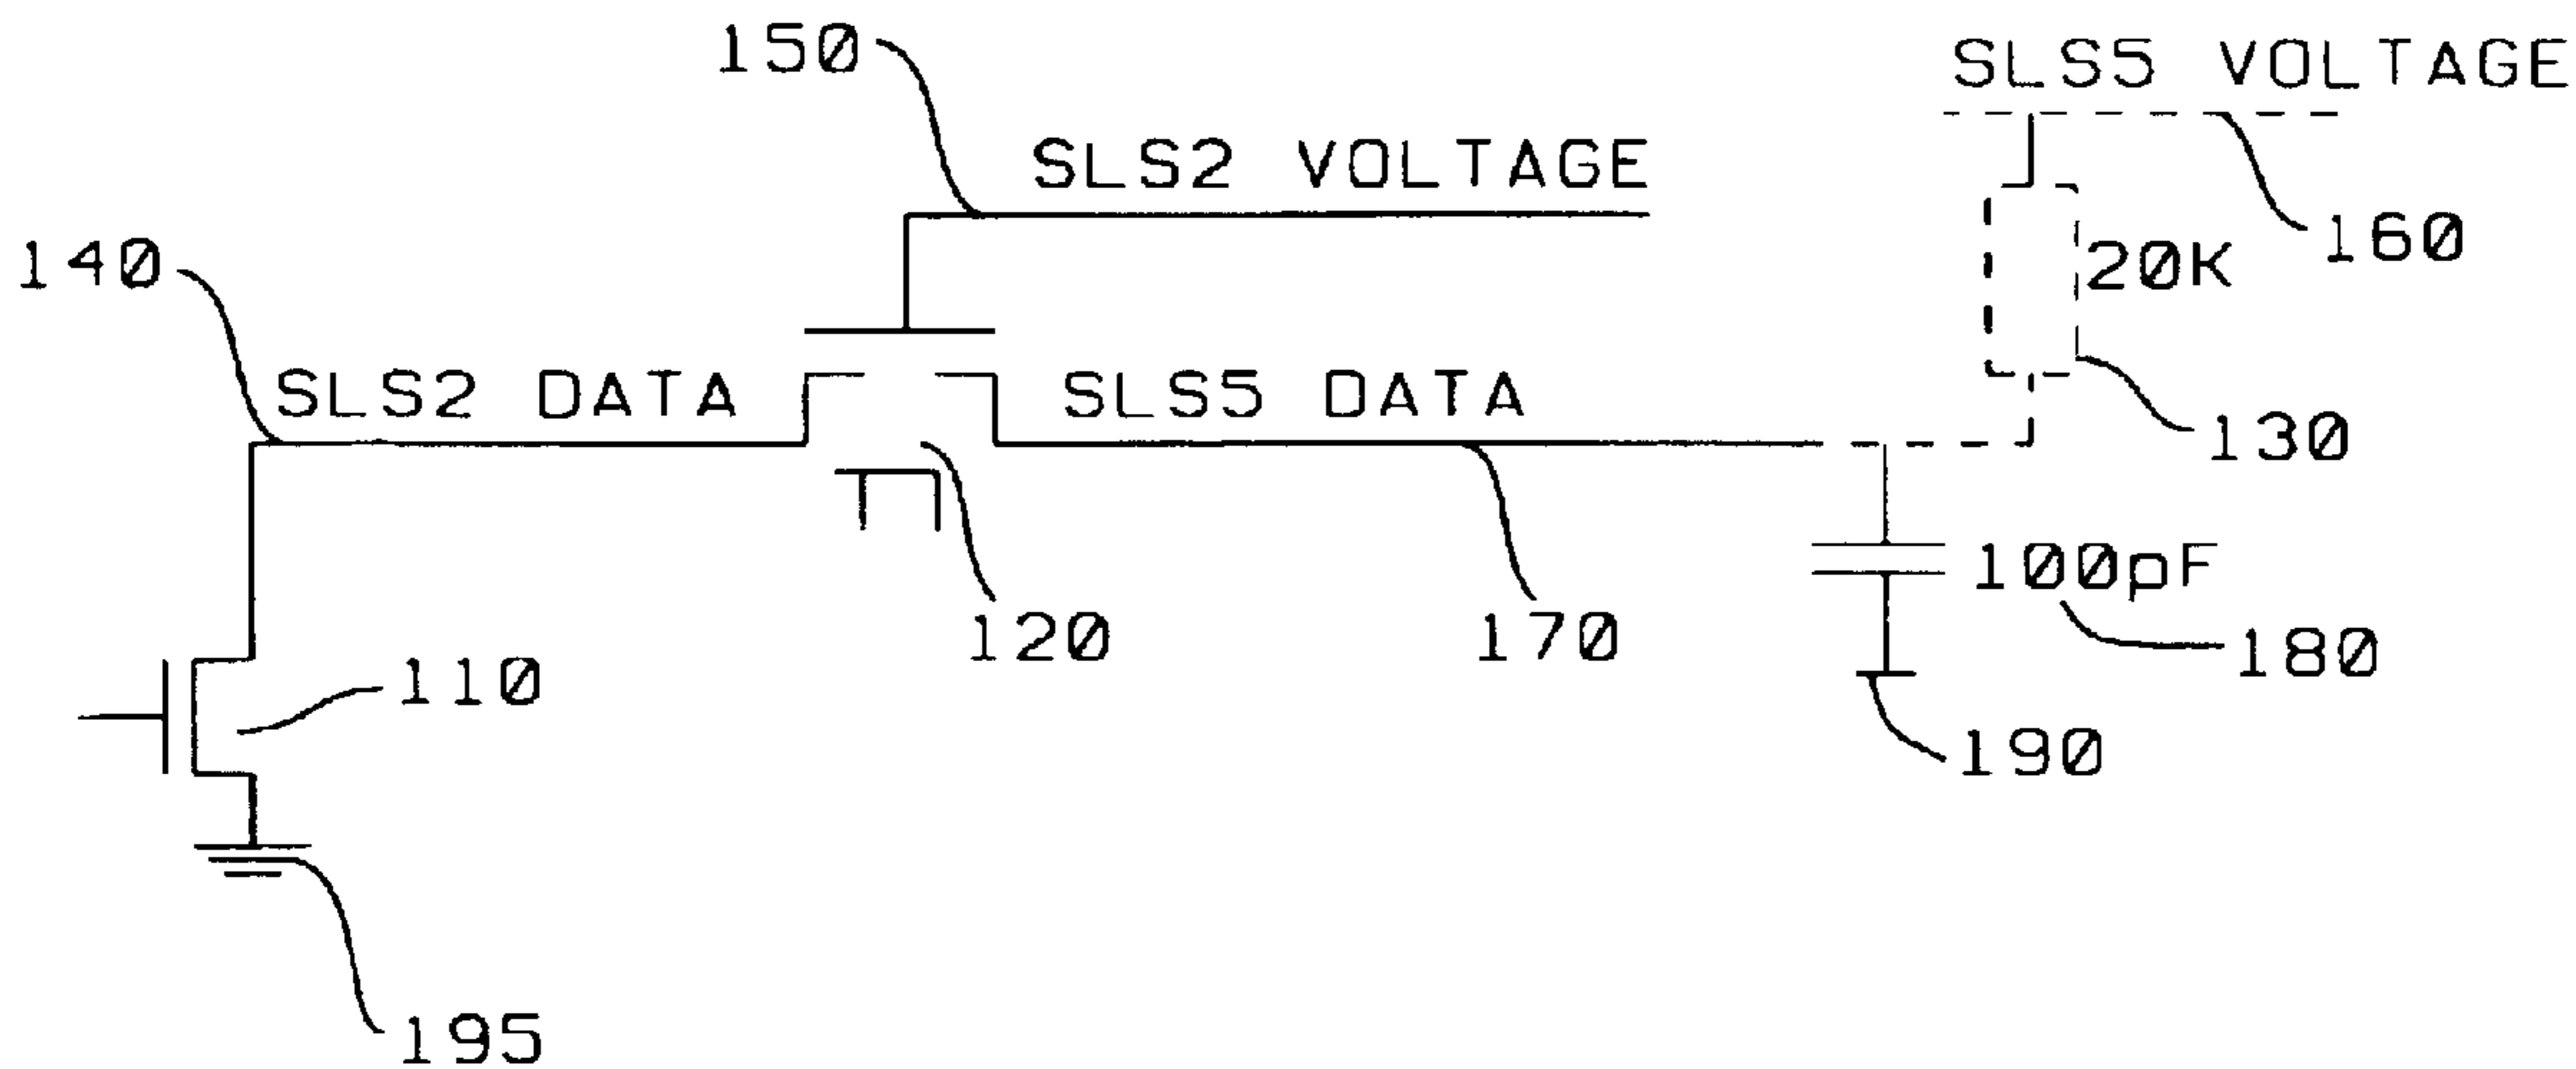 150
SLS5 VOLTAGE
SLS2 VOLTAGE
160
140
20K
SLS2 DATA
SLS5 DATA
130
100pF
120
170
180
110
190
195